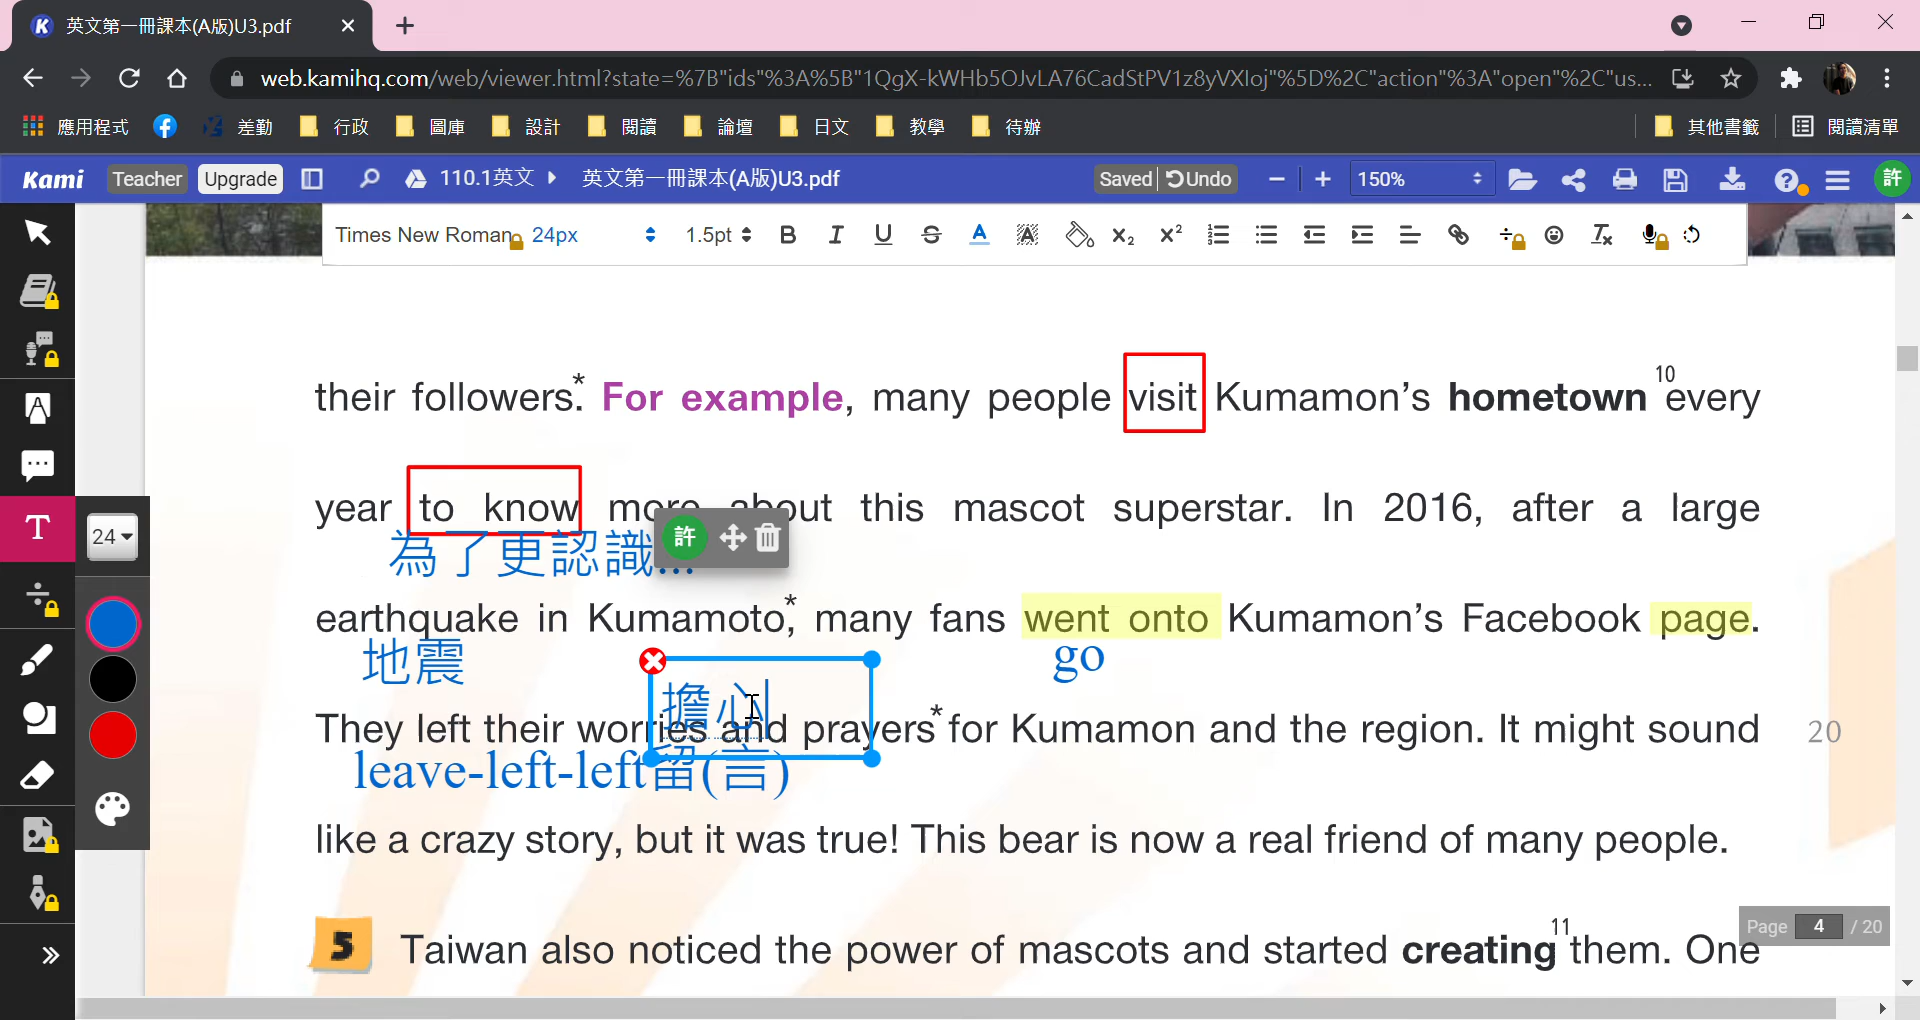 英文第一冊課本(A版)U3.pdf
web.kamihq.com/web/viewer.html?state=%7B"ids"%3A%5B"1QgX-kWHb5OJvLA76CadStPV1z8yVXIoj"%5D%2C"action"%3A"open"%2C"us...
應用程式 差勤 行政 圖庫 設計 閱讀 論壇 日文 教學 待辦 其他書籤 閱讀清單
Kami Teacher Upgrade 110.1英文 英文第一冊課本(A版)U3.pdf Saved Undo 150% 許
Times New Roman 24px 1.5pt
their followers.* For example, many people visit Kumamon's hometown10 every
year to know more about this mascot superstar. In 2016, after a large
為了更認識... 許
24
earthquake in Kumamoto*, many fans went onto Kumamon's Facebook page.
地震 go
擔心
They left their worries and prayers* for Kumamon and the region. It might sound 20
leave-left-left留(言)
like a crazy story, but it was true! This bear is now a real friend of many people.
5 Taiwan also noticed the power of mascots and started creating11 them. One
Page 4 / 20